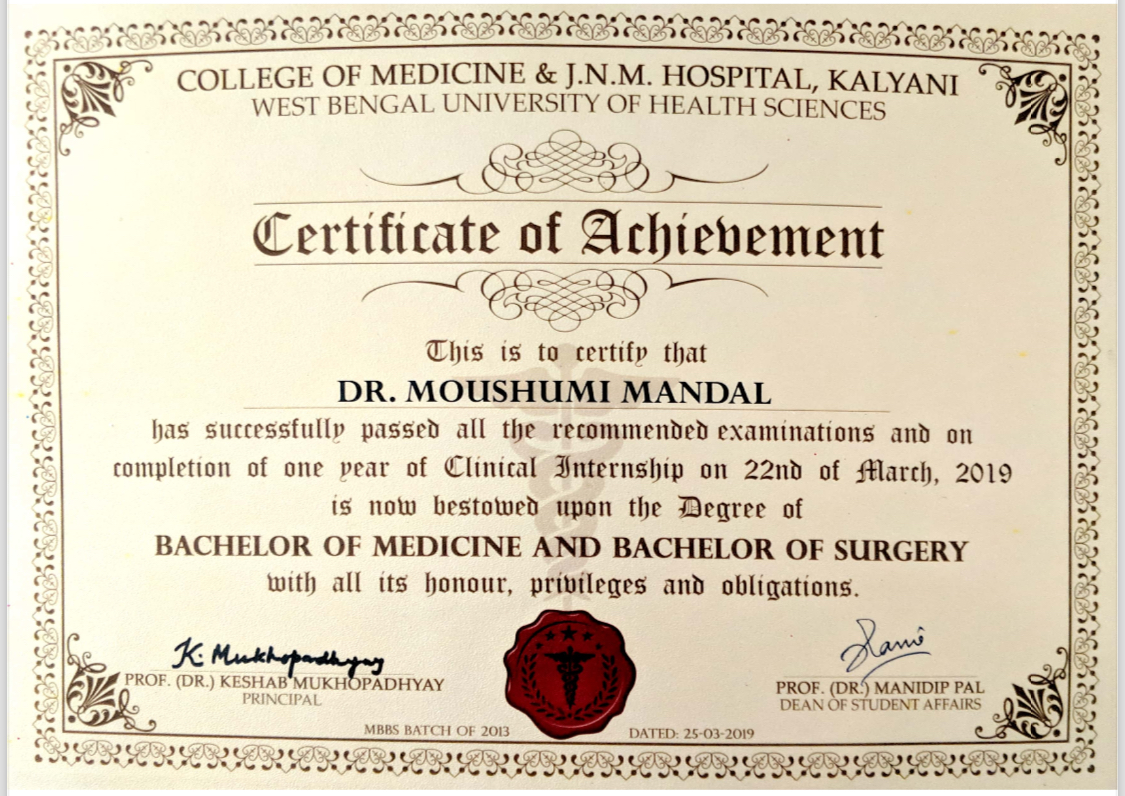 COLLEGE OF MEDICINE & J.N.M. HOSPITAL, KALYANI
WEST BENGAL UNIVERSITY OF HEALTH SCIENCES
Certificate of Achievement
This is to certify that
DR. MOUSHUMI MANDAL
has successfully passed all the recommended examinations and on
completion of one year of Clinical Internship on 22nd of March, 2019
is now bestowed upon the Degree of
BACHELOR OF MEDICINE AND BACHELOR OF SURGERY
with all its honour, privileges and obligations.
K. Mukhopadhyay
PROF. (DR.) KESHAB MUKHOPADHYAY
PRINCIPAL
PROF. (DR.) MANIDIP PAL
DEAN OF STUDENT AFFAIRS
MBBS BATCH OF 2013
DATED: 25-03-2019